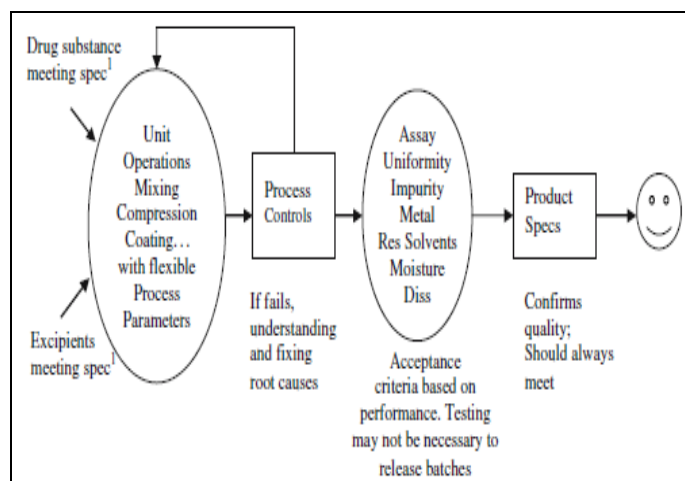 Drug substance
meeting spec1
Unit
Operations
Mixing
Compression
Coating...
with flexible
Process
Parameters
Excipients
meeting spec1
Process
Controls
If fails,
understanding
and fixing
root causes
Assay
Uniformity
Impurity
Metal
Res Solvents
Moisture
Diss
Acceptance
criteria based on
performance. Testing
may not be necessary to
release batches
Product
Specs
Confirms
quality;
Should always
meet